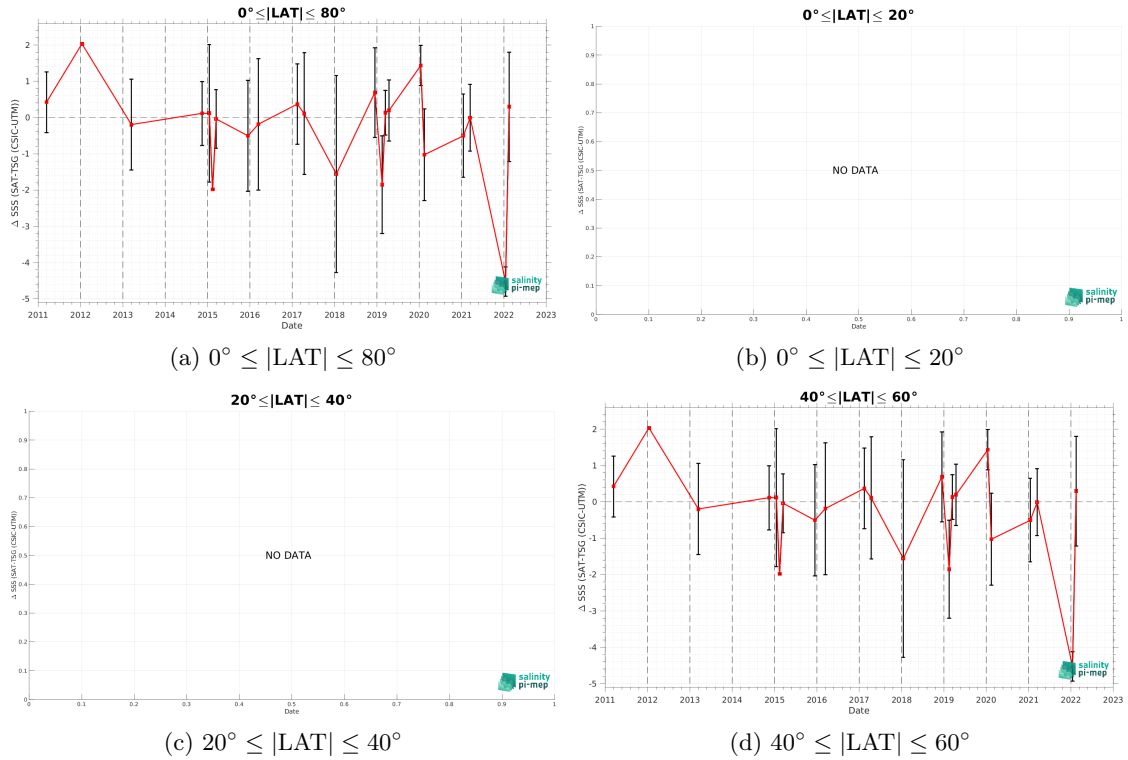 0°≤|LAT|≤ 80°
Δ SSS (SAT-TSG (CSIC-UTM))
2
1
0
-1
-2
-3
-4
-5
2011 2012 2013 2014 2015 2016 2017 2018 2019 2020 2021 2022 2023
Date
salinity
pi-mep
(a) 0° ≤ |LAT| ≤ 80°
0°≤|LAT|≤ 20°
Δ SSS (SAT-TSG (CSIC-UTM))
1
0.9
0.8
0.7
0.6
0.5
0.4
0.3
0.2
0.1
0
NO DATA
0 0.1 0.2 0.3 0.4 0.5 0.6 0.7 0.8 0.9 1
Date
salinity
pi-mep
(b) 0° ≤ |LAT| ≤ 20°
20°≤|LAT|≤ 40°
Δ SSS (SAT-TSG (CSIC-UTM))
1
0.9
0.8
0.7
0.6
0.5
0.4
0.3
0.2
0.1
0
NO DATA
0 0.1 0.2 0.3 0.4 0.5 0.6 0.7 0.8 0.9 1
Date
salinity
pi-mep
(c) 20° ≤ |LAT| ≤ 40°
40°≤|LAT|≤ 60°
Δ SSS (SAT-TSG (CSIC-UTM))
2
1
0
-1
-2
-3
-4
-5
2011 2012 2013 2014 2015 2016 2017 2018 2019 2020 2021 2022 2023
Date
salinity
pi-mep
(d) 40° ≤ |LAT| ≤ 60°